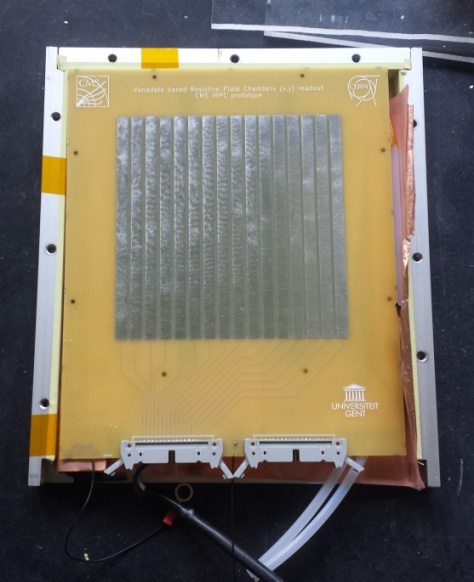 CMS
Vanadate based Resistive Plate Chambers (x,y) readout
CMS iRPC prototype
CERN
UNIVERSITEIT
GENT